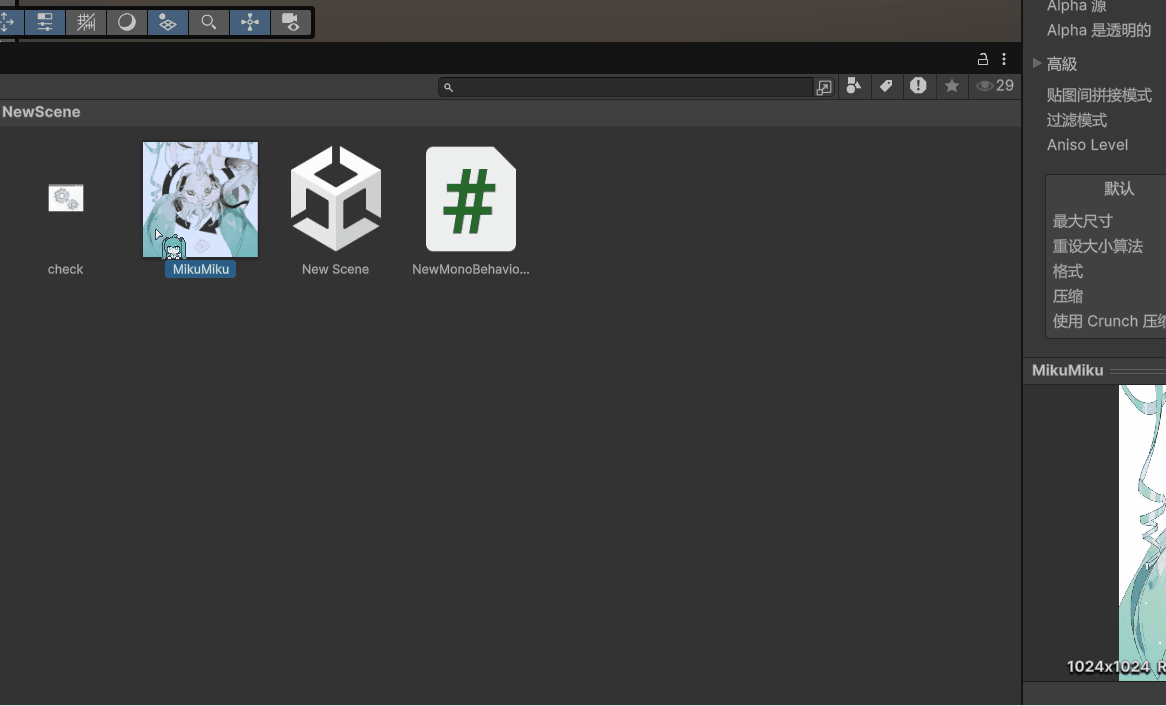 Alpha 源
Alpha 是透明的
高級
29
贴图间拼接模式
NewScene
过滤模式
Aniso Level
默认
最大尺寸
重设大小算法
check
MikuMiku
New Scene
NewMonoBehavio...
格式
压缩
使用 Crunch 压缩
MikuMiku
1024x1024 R